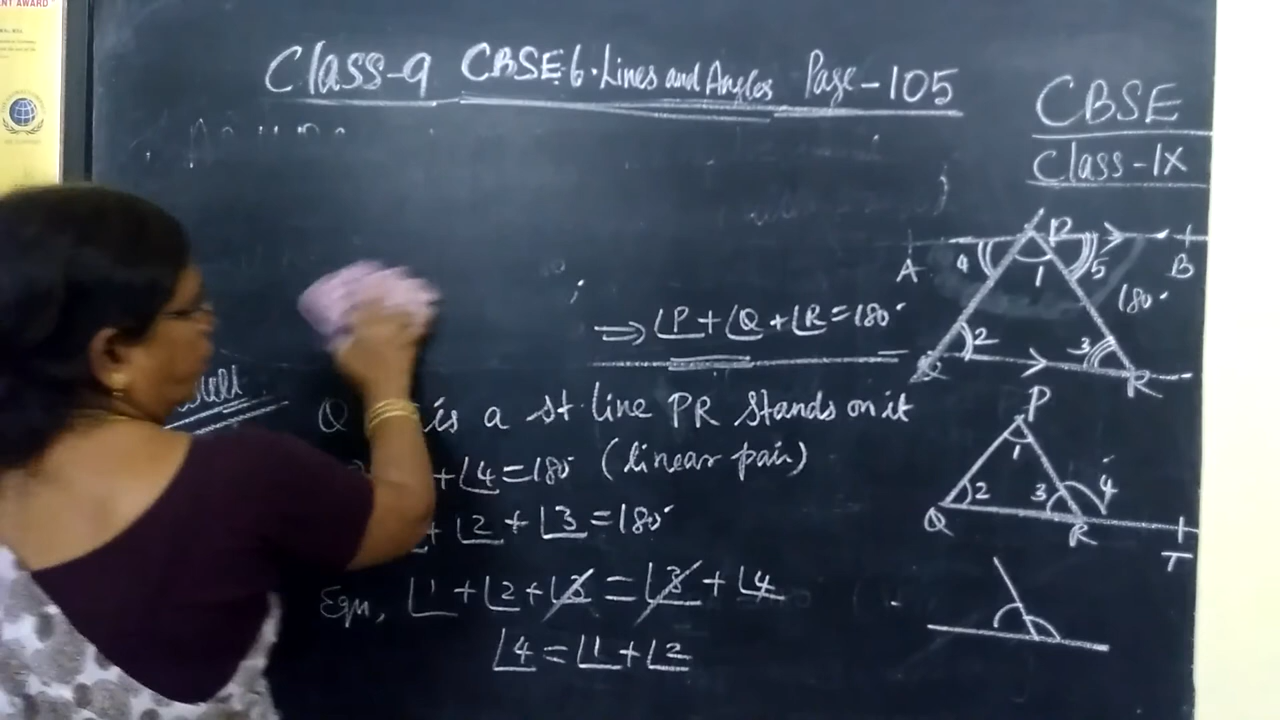 Class-9 CBSE 6. Lines and Angles Page-105
CBSE
Class-IX
⇒ ∠P + ∠Q + ∠R = 180°
is a st. line PR stands on it
+ ∠4 = 180° (linear pair)
+ ∠2 + ∠3 = 180°
Eqn, ∠1 + ∠2 + ∠3 = ∠3 + ∠4
∠4 = ∠1 + ∠2
A 4 P 1 5 B
180°
2 3
Q R
P
1
2 3 4
Q R T